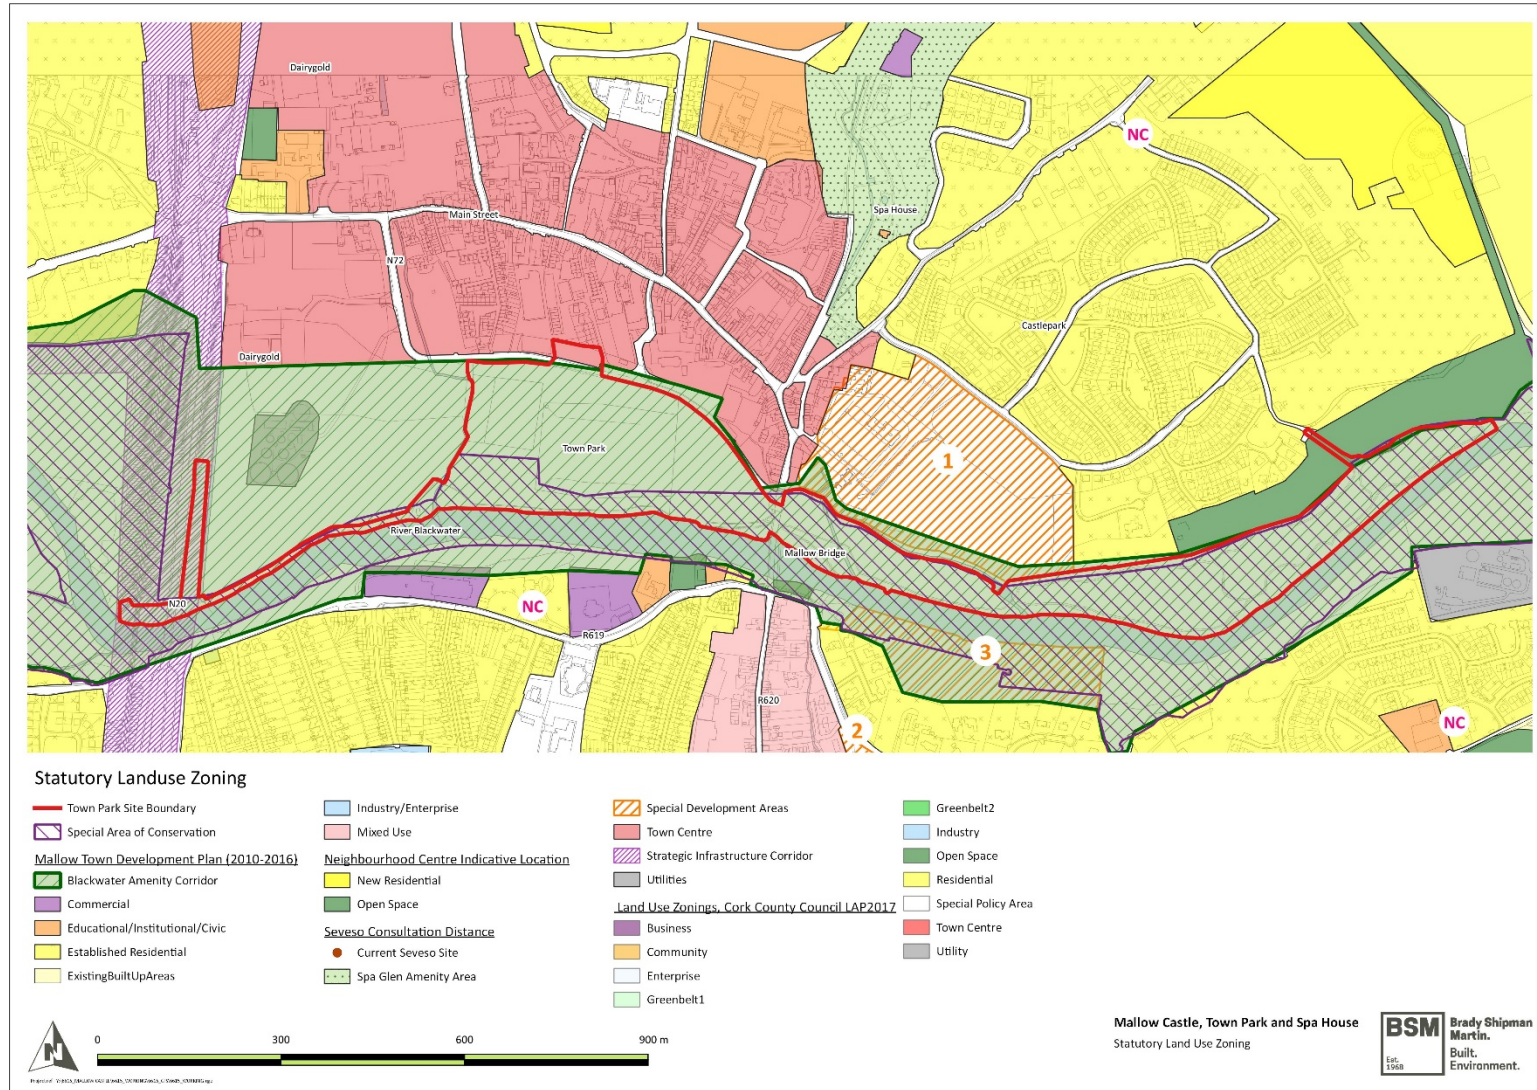 Dairygold
NC
Main Street
Spa House
N72
Castlepark
Dairygold
Town Park
1
River Blackwater
Mallow Bridge
N20
NC
R619
3
R620
2
NC
Statutory Landuse Zoning
Town Park Site Boundary
Special Area of Conservation
Mallow Town Development Plan (2010-2016)
Blackwater Amenity Corridor
Commercial
Educational/Institutional/Civic
Established Residential
ExistingBuiltUpAreas
Industry/Enterprise
Mixed Use
Neighbourhood Centre Indicative Location
New Residential
Open Space
Seveso Consultation Distance
Current Seveso Site
Spa Glen Amenity Area
Special Development Areas
Town Centre
Strategic Infrastructure Corridor
Utilities
Land Use Zonings, Cork County Council LAP2017
Business
Community
Enterprise
Greenbelt1
Greenbelt2
Industry
Open Space
Residential
Special Policy Area
Town Centre
Utility
N
0 300 600 900 m
Mallow Castle, Town Park and Spa House
Statutory Land Use Zoning
BSM
Est.
1968
Brady Shipman
Martin.
Built.
Environment.